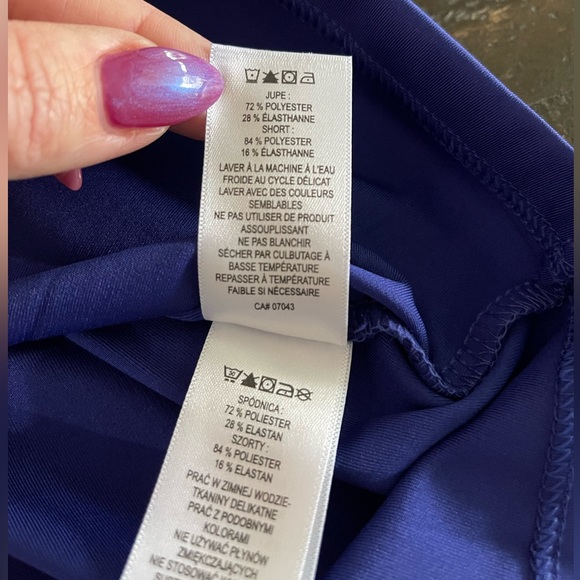 JUPE :
72 % POLYESTER
28 % ÉLASTHANNE
SHORT :
84 % POLYESTER
16 % ÉLASTHANNE
LAVER À LA MACHINE À L'EAU
FROIDE AU CYCLE DÉLICAT
LAVER AVEC DES COULEURS
SEMBLABLES
NE PAS UTILISER DE PRODUIT
ASSOUPLISSANT
NE PAS BLANCHIR
SÉCHER PAR CULBUTAGE À
BASSE TEMPÉRATURE
REPASSER À TEMPÉRATURE
FAIBLE SI NÉCESSAIRE
CA# 07043
30
SPÓDNICA :
72 % POLIESTER
28 % ELASTAN
SZORTY :
84 % POLIESTER
16 % ELASTAN
PRAĆ W ZIMNEJ WODZIE-
TKANINY DELIKATNE
PRAĆ Z PODOBNYMI
KOLORAMI
NIE UŻYWAĆ PŁYNÓW
ZMIĘKCZAJĄCYCH
NIE STOSOWAĆ